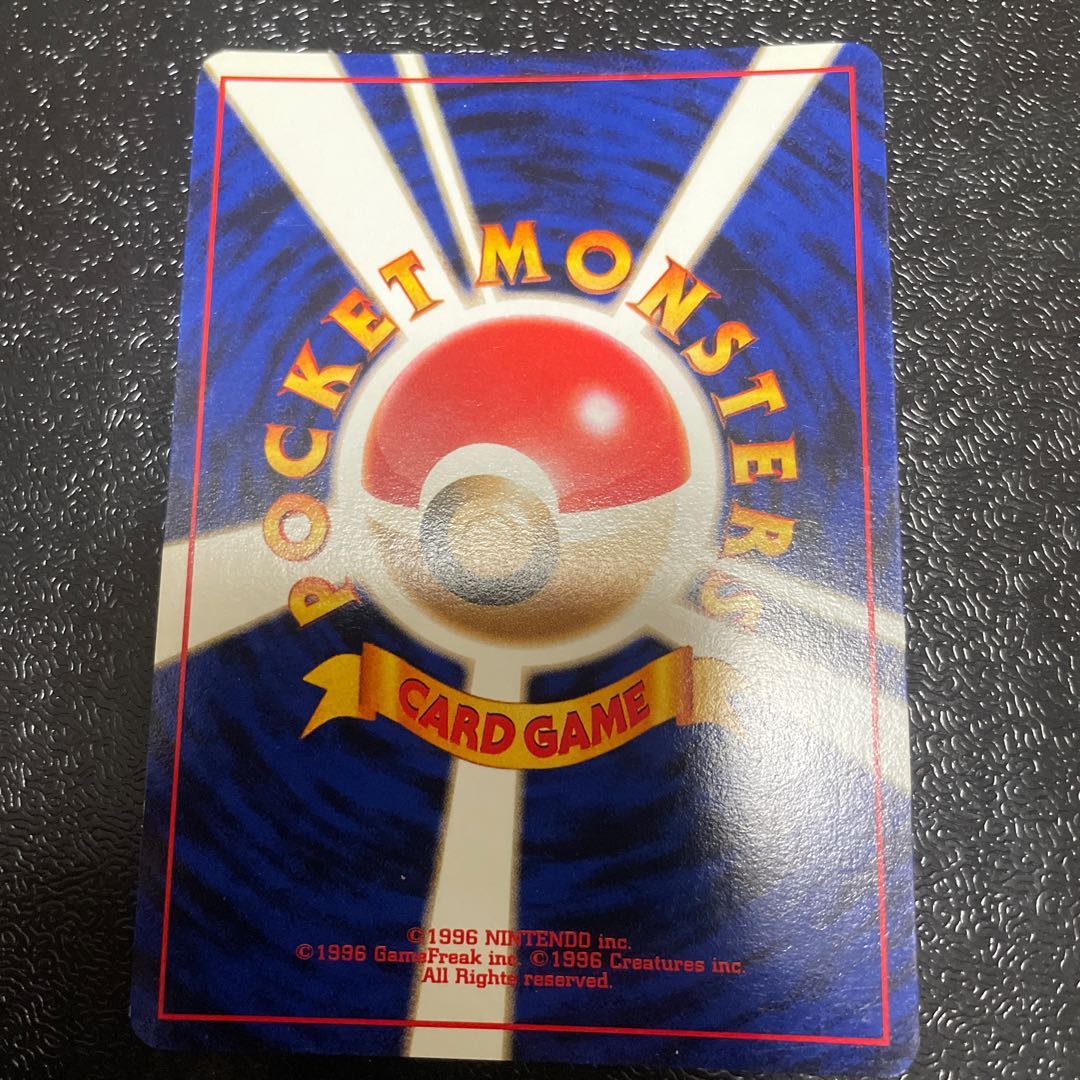 POCKET MONSTERS
CARD GAME
©1996 NINTENDO inc.
©1996 GameFreak inc. ©1996 Creatures inc.
All Rights reserved.